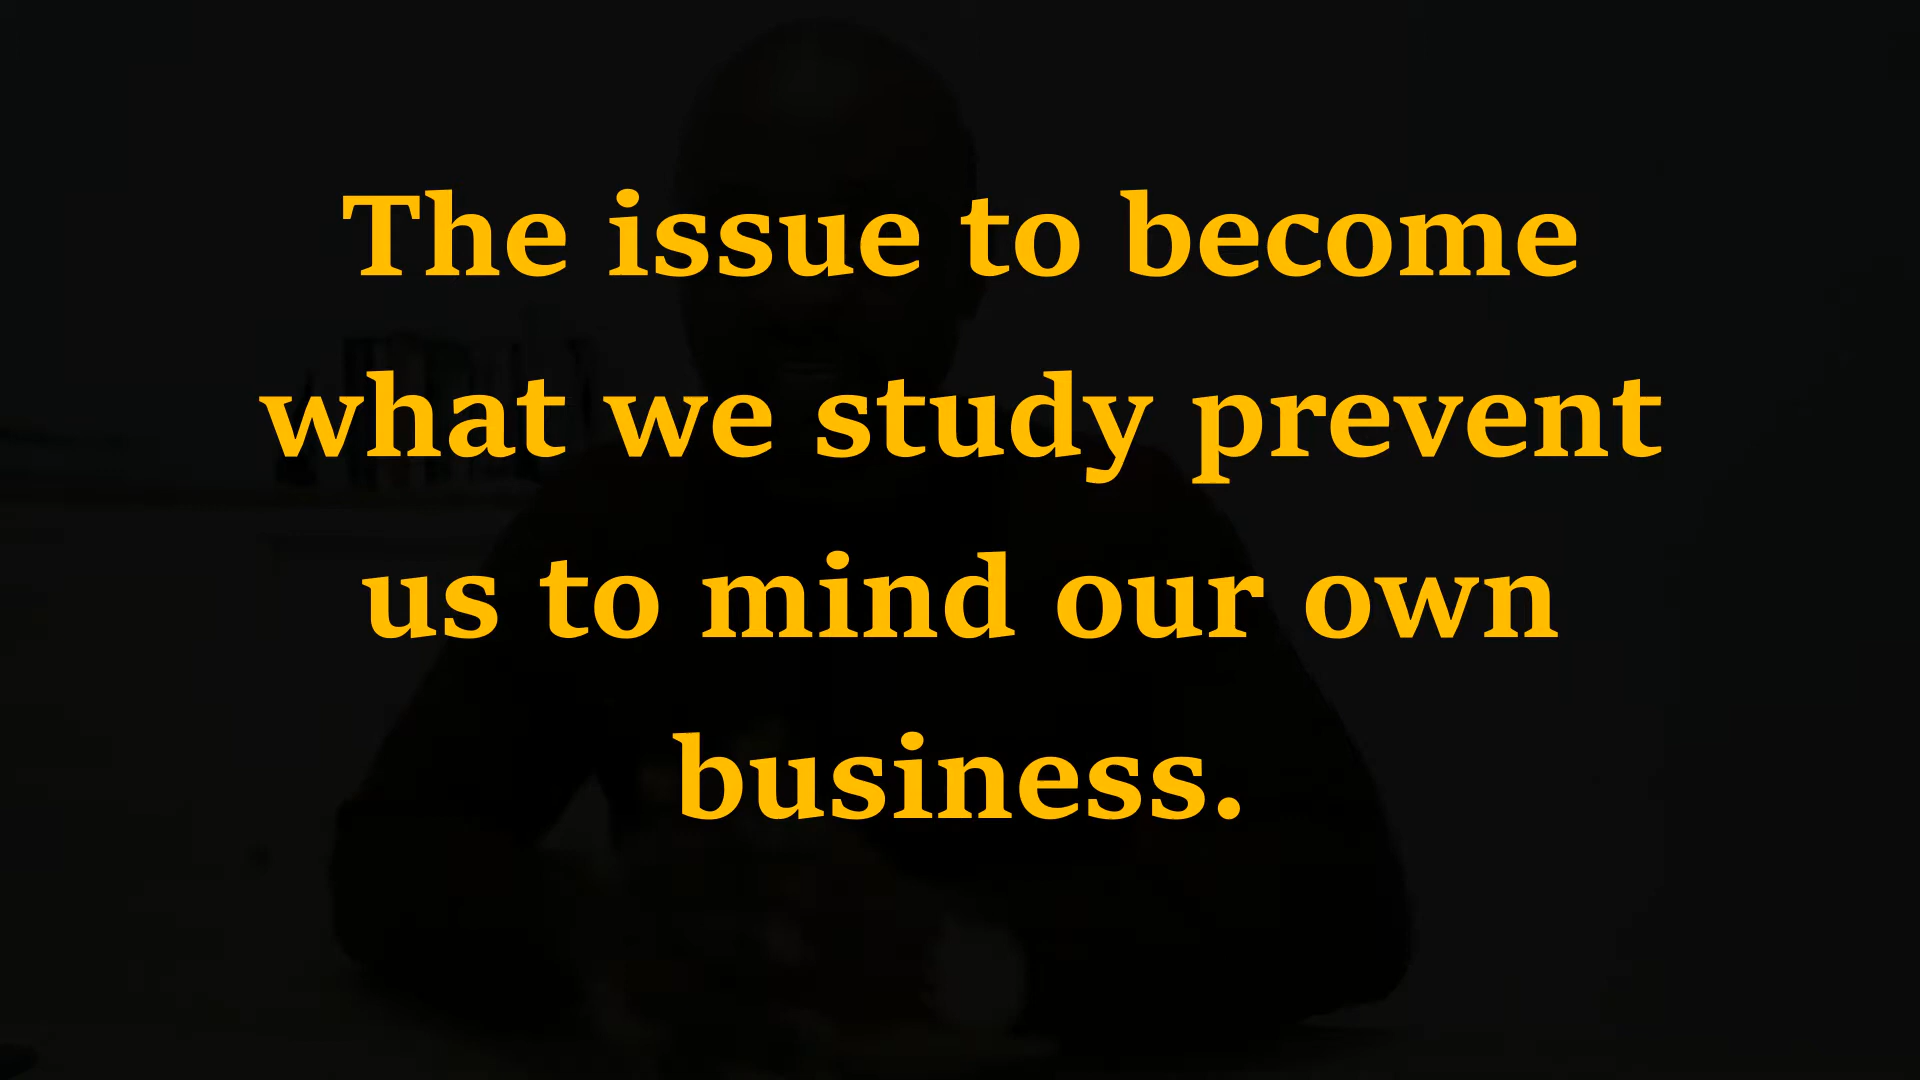 The issue to become
what we study prevent
us to mind our own
business.